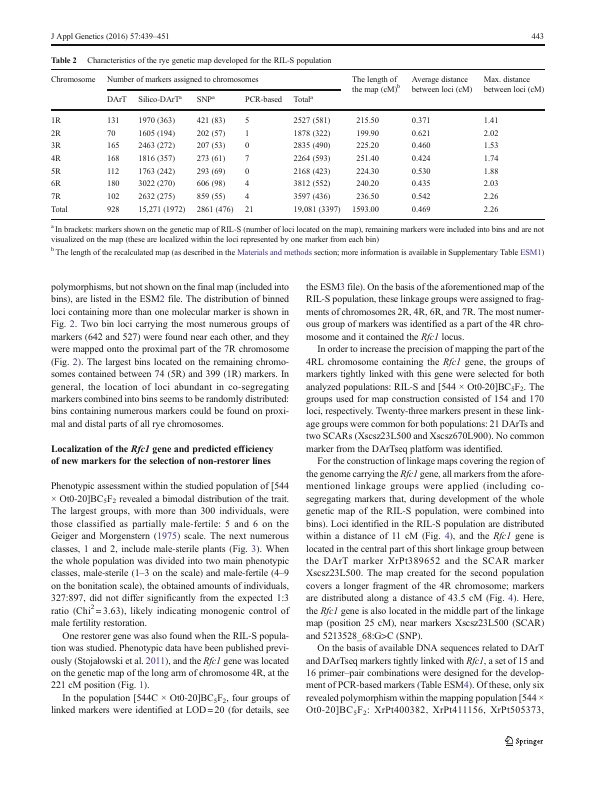 J Appl Genetics (2016) 57:439–451 443
Table 2 Characteristics of the rye genetic map developed for the RIL-S population
Chromosome Number of markers assigned to chromosomes The length of the map (cM)b Average distance between loci (cM) Max. distance between loci (cM)
DArT Silico-DArTa SNPa PCR-based Totala
1R 131 1970 (363) 421 (83) 5 2527 (581) 215.50 0.371 1.41
2R 70 1605 (194) 202 (57) 1 1878 (322) 199.90 0.621 2.02
3R 165 2463 (272) 207 (53) 0 2835 (490) 225.20 0.460 1.53
4R 168 1816 (357) 273 (61) 7 2264 (593) 251.40 0.424 1.74
5R 112 1763 (242) 293 (69) 0 2168 (423) 224.30 0.530 1.88
6R 180 3022 (270) 606 (98) 4 3812 (552) 240.20 0.435 2.03
7R 102 2632 (275) 859 (55) 4 3597 (436) 236.50 0.542 2.26
Total 928 15,271 (1972) 2861 (476) 21 19,081 (3397) 1593.00 0.469 2.26
a In brackets: markers shown on the genetic map of RIL-S (number of loci located on the map), remaining markers were included into bins and are not
visualized on the map (these are localized within the loci represented by one marker from each bin)
b The length of the recalculated map (as described in the Materials and methods section; more information is available in Supplementary Table ESM1)
polymorphisms, but not shown on the final map (included into
bins), are listed in the ESM2 file. The distribution of binned
loci containing more than one molecular marker is shown in
Fig. 2. Two bin loci carrying the most numerous groups of
markers (642 and 527) were found near each other, and they
were mapped onto the proximal part of the 7R chromosome
(Fig. 2). The largest bins located on the remaining chromo-
somes contained between 74 (5R) and 399 (1R) markers. In
general, the location of loci abundant in co-segregating
markers combined into bins seems to be randomly distributed:
bins containing numerous markers could be found on proxi-
mal and distal parts of all rye chromosomes.
Localization of the Rfc1 gene and predicted efficiency
of new markers for the selection of non-restorer lines
Phenotypic assessment within the studied population of [544
× Ot0-20]BC5F2 revealed a bimodal distribution of the trait.
The largest groups, with more than 300 individuals, were
those classified as partially male-fertile: 5 and 6 on the
Geiger and Morgenstern (1975) scale. The next numerous
classes, 1 and 2, include male-sterile plants (Fig. 3). When
the whole population was divided into two main phenotypic
classes, male-sterile (1–3 on the scale) and male-fertile (4–9
on the bonitation scale), the obtained amounts of individuals,
327:897, did not differ significantly from the expected 1:3
ratio (Chi2 = 3.63), likely indicating monogenic control of
male fertility restoration.
One restorer gene was also found when the RIL-S popula-
tion was studied. Phenotypic data have been published previ-
ously (Stojałowski et al. 2011), and the Rfc1 gene was located
on the genetic map of the long arm of chromosome 4R, at the
221 cM position (Fig. 1).
In the population [544C × Ot0-20]BC5F2, four groups of
linked markers were identified at LOD = 20 (for details, see
the ESM3 file). On the basis of the aforementioned map of the
RIL-S population, these linkage groups were assigned to frag-
ments of chromosomes 2R, 4R, 6R, and 7R. The most numer-
ous group of markers was identified as a part of the 4R chro-
mosome and it contained the Rfc1 locus.
In order to increase the precision of mapping the part of the
4RL chromosome containing the Rfc1 gene, the groups of
markers tightly linked with this gene were selected for both
analyzed populations: RIL-S and [544 × Ot0-20]BC5F2. The
groups used for map construction consisted of 154 and 170
loci, respectively. Twenty-three markers present in these link-
age groups were common for both populations: 21 DArTs and
two SCARs (Xscsz23L500 and Xscsz670L900). No common
marker from the DArTseq platform was identified.
For the construction of linkage maps covering the region of
the genome carrying the Rfc1 gene, all markers from the afore-
mentioned linkage groups were applied (including co-
segregating markers that, during development of the whole
genetic map of the RIL-S population, were combined into
bins). Loci identified in the RIL-S population are distributed
within a distance of 11 cM (Fig. 4), and the Rfc1 gene is
located in the central part of this short linkage group between
the DArT marker XrPt389652 and the SCAR marker
Xscsz23L500. The map created for the second population
covers a longer fragment of the 4R chromosome; markers
are distributed along a distance of 43.5 cM (Fig. 4). Here,
the Rfc1 gene is also located in the middle part of the linkage
map (position 25 cM), near markers Xscsz23L500 (SCAR)
and 5213528_68:G>C (SNP).
On the basis of available DNA sequences related to DArT
and DArTseq markers tightly linked with Rfc1, a set of 15 and
16 primer–pair combinations were designed for the develop-
ment of PCR-based markers (Table ESM4). Of these, only six
revealed polymorphism within the mapping population [544 ×
Ot0-20]BC5F2: XrPt400382, XrPt411156, XrPt505373,
Springer